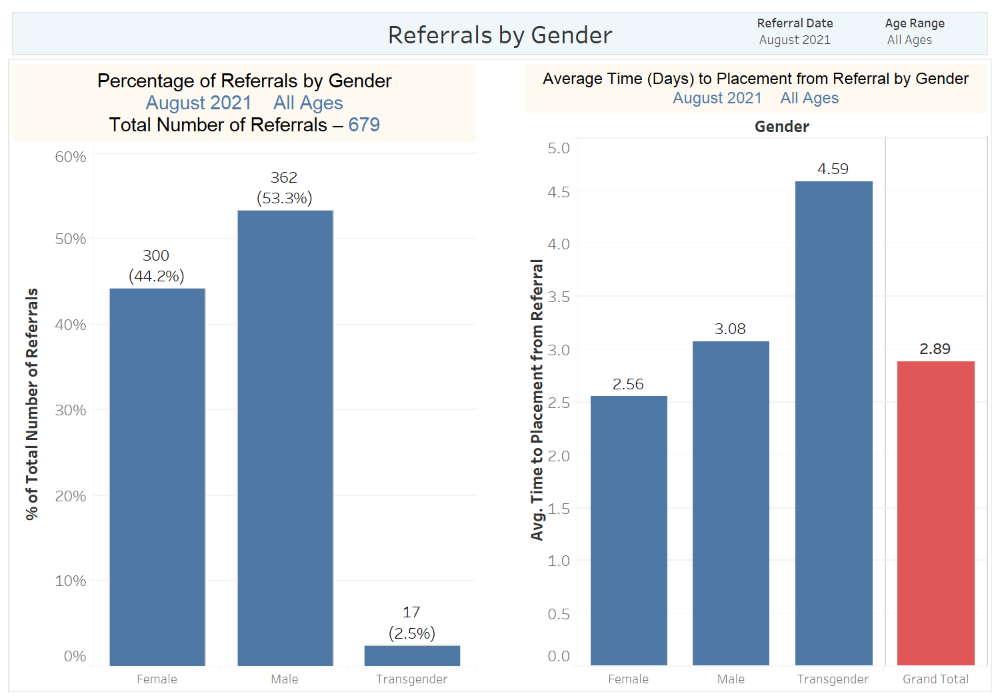 Referrals by Gender
Referral Date
August 2021
Age Range
All Ages
Percentage of Referrals by Gender
August 2021 All Ages
Total Number of Referrals – 679
% of Total Number of Referrals
60%
50%
40%
30%
20%
10%
0%
300
(44.2%)
362
(53.3%)
17
(2.5%)
Female
Male
Transgender
Average Time (Days) to Placement from Referral by Gender
August 2021 All Ages
Gender
Avg. Time to Placement from Referral
5.0
4.5
4.0
3.5
3.0
2.5
2.0
1.5
1.0
0.5
0.0
2.56
3.08
4.59
2.89
Female
Male
Transgender
Grand Total